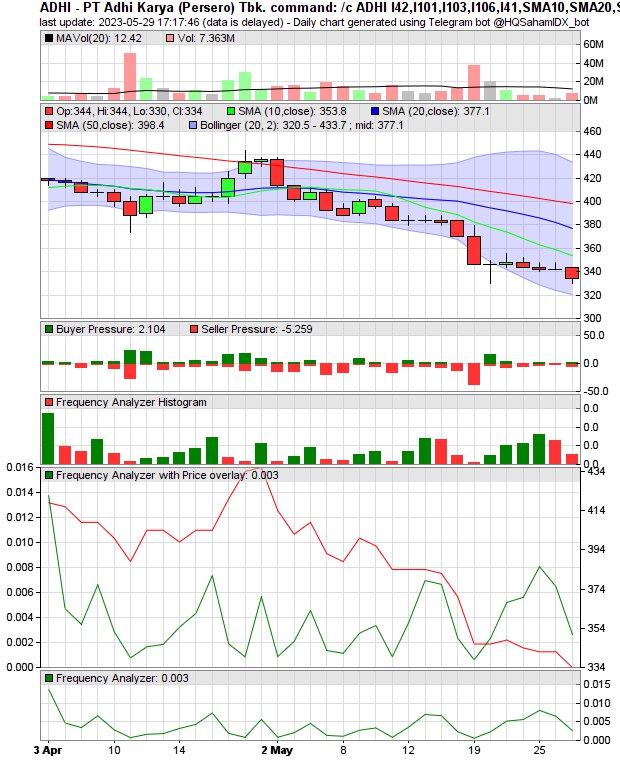 ADHI - PT Adhi Karya (Persero) Tbk. command: /c ADHI I42,I101,I103,I106,I41,SMA10,SMA20,S
last update: 2023-05-29 17:17:46 (data is delayed) - Daily chart generated using Telegram bot @HQSahamIDX_bot
MAVol(20): 12.42 Vol: 7.363M
60M
40M
20M
0M
Op:344, Hi:344, Lo:330, Cl:334 SMA (10,close): 353.8 SMA (20,close): 377.1
SMA (50,close): 398.4 Bollinger (20, 2): 320.5 - 433.7 ; mid: 377.1
460
440
420
400
380
360
340
320
300
Buyer Pressure: 2.104 Seller Pressure: -5.259
50.0
0.0
-50.0
Frequency Analyzer Histogram
0.0
0.0
0.0
0.0
Frequency Analyzer with Price overlay: 0.003
0.016
0.014
0.012
0.010
0.008
0.006
0.004
0.002
0.000
434
414
394
374
354
334
Frequency Analyzer: 0.003
0.015
0.010
0.005
0.000
3 Apr 10 14 2 May 8 12 19 25